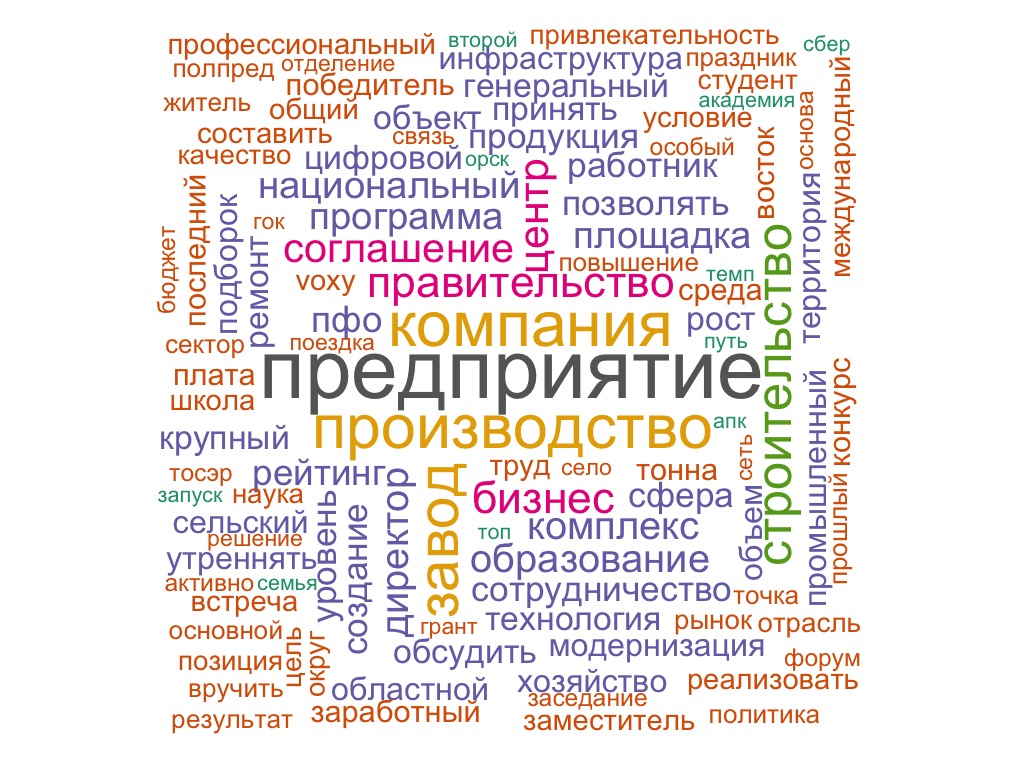 профессиональный
второй
привлекательность
сбер
полпред
отделение
инфраструктура
праздник
победитель
генеральный
студент
житель
общий
объект
принять
условие
академия
составить
связь
продукция
особый
качество
цифровой
орск
работник
национальный
центр
позволять
восток
основа
международный
последний
подборок
гок
программа
площадка
территория
бюджет
ремонт
соглашение
повышение
темп
voxy
правительство
среда
строительство
пфо
компания
рост
сектор
поездка
путь
предприятие
плата
школа
производство
апк
промышленный
конкурс
крупный
тосэр
рейтинг
завод
труд
село
тонна
сеть
запуск
наука
директор
бизнес
сфера
объем
прошлый
сельский
уровень
создание
топ
комплекс
решение
утреннять
образование
активно
семья
сотрудничество
точка
встреча
грант
технология
рынок
отрасль
основной
цель
округ
обсудить
модернизация
позиция
форум
вручить
областной
хозяйство
реализовать
заседание
результат
заработный
заместитель
политика